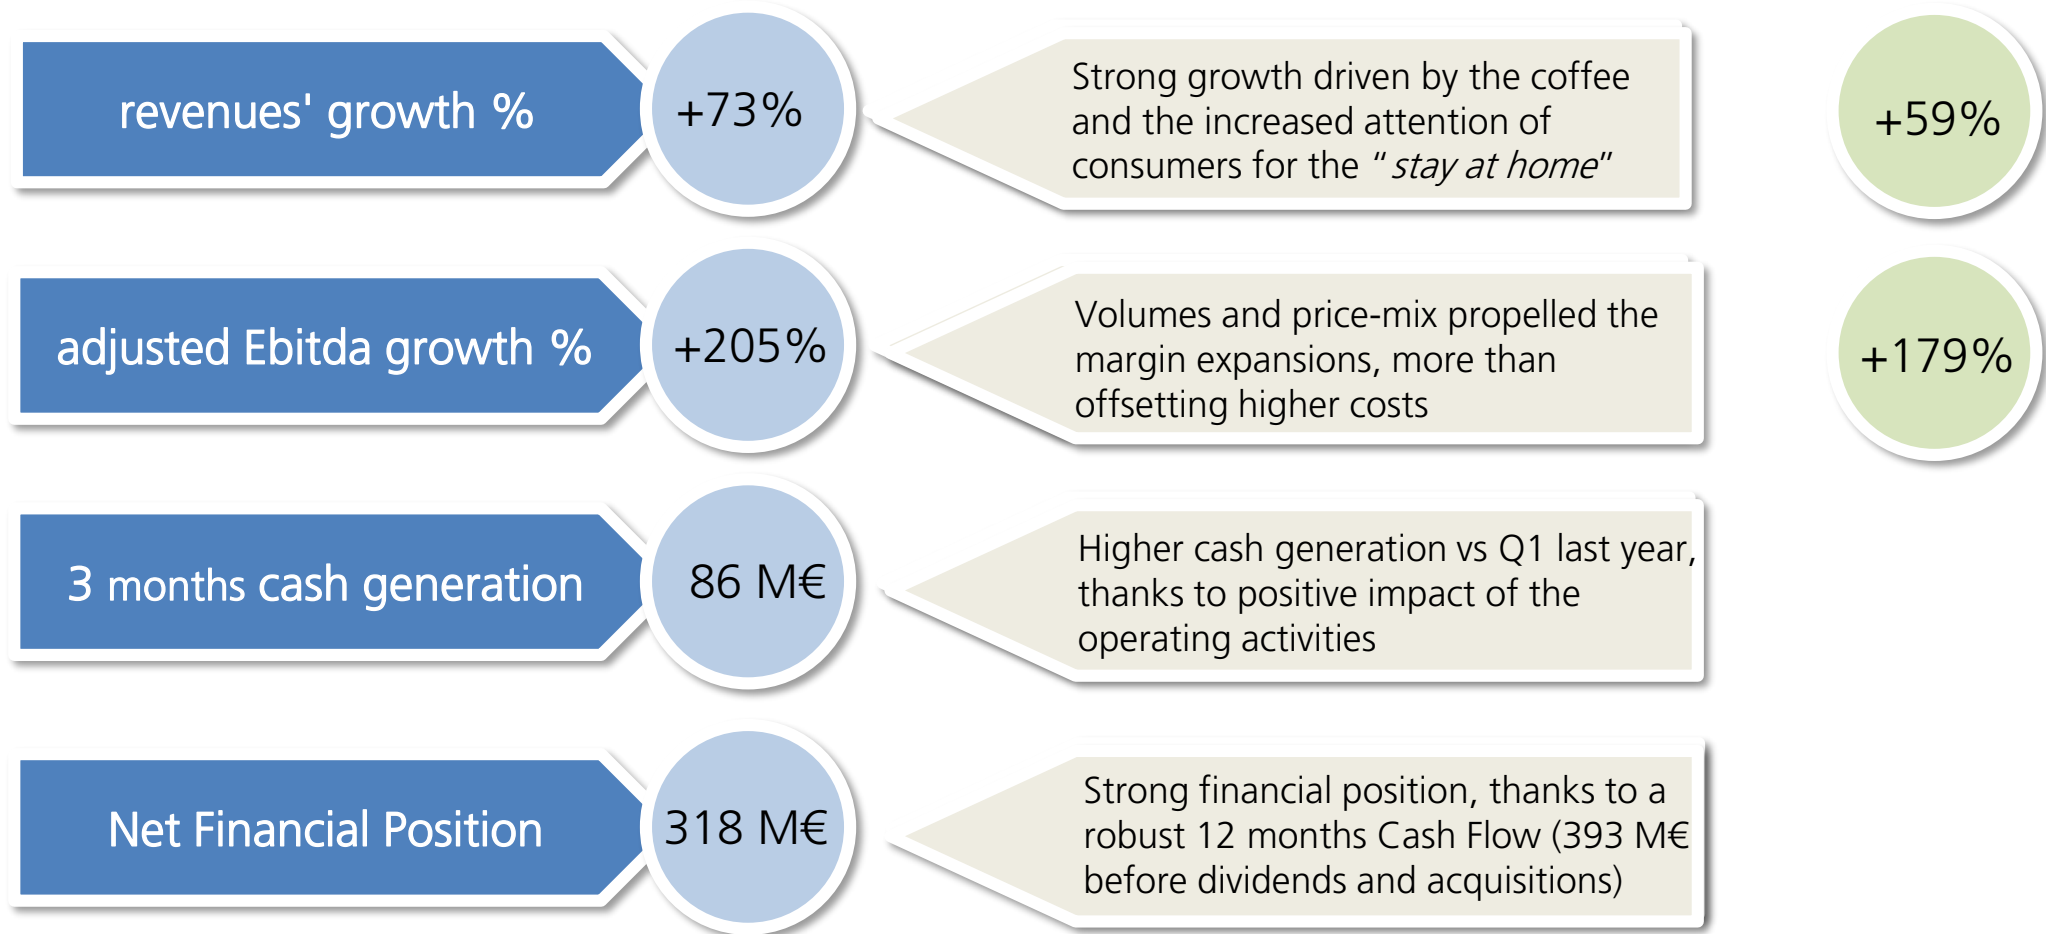 revenues' growth %
+73%
Strong growth driven by the coffee
and the increased attention of
consumers for the “stay at home”
+59%
adjusted Ebitda growth %
+205%
Volumes and price-mix propelled the
margin expansions, more than
offsetting higher costs
+179%
3 months cash generation
86 M€
Higher cash generation vs Q1 last year,
thanks to positive impact of the
operating activities
Net Financial Position
318 M€
Strong financial position, thanks to a
robust 12 months Cash Flow (393 M€
before dividends and acquisitions)